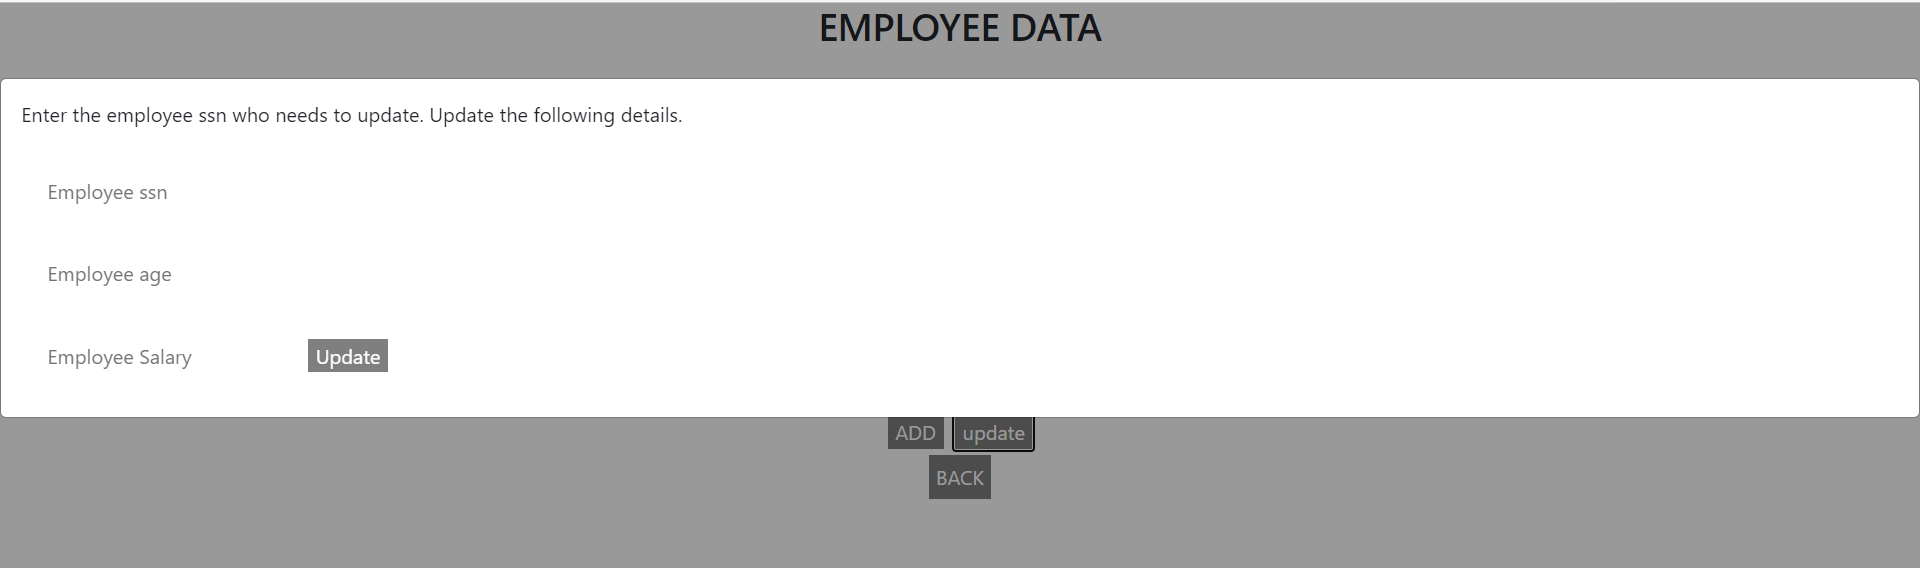 EMPLOYEE DATA
Enter the employee ssn who needs to update. Update the following details.
Employee ssn
Employee age
Employee Salary Update
ADD update
BACK